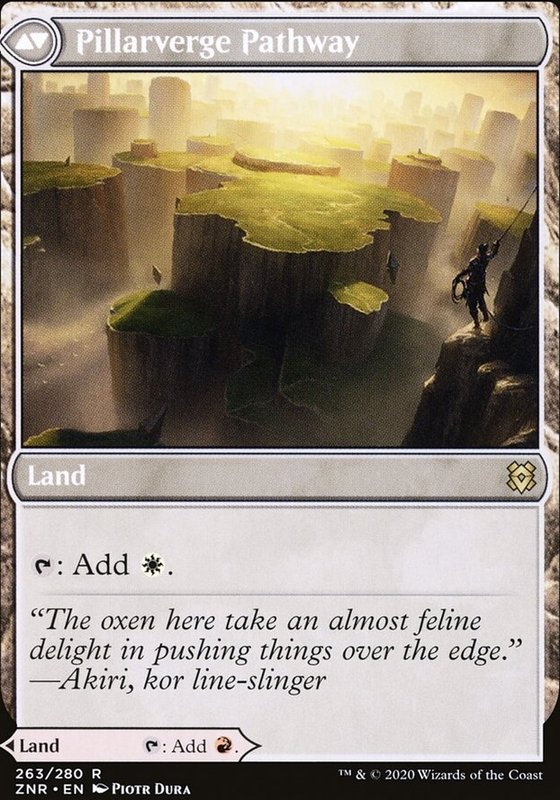 Pillarverge Pathway
Land
: Add .
“The oxen here take an almost feline
delight in pushing things over the edge.”
—Akiri, kor line-slinger
Land : Add .
263/280 R
ZNR • EN Piotr Dura
™ & © 2020 Wizards of the Coast